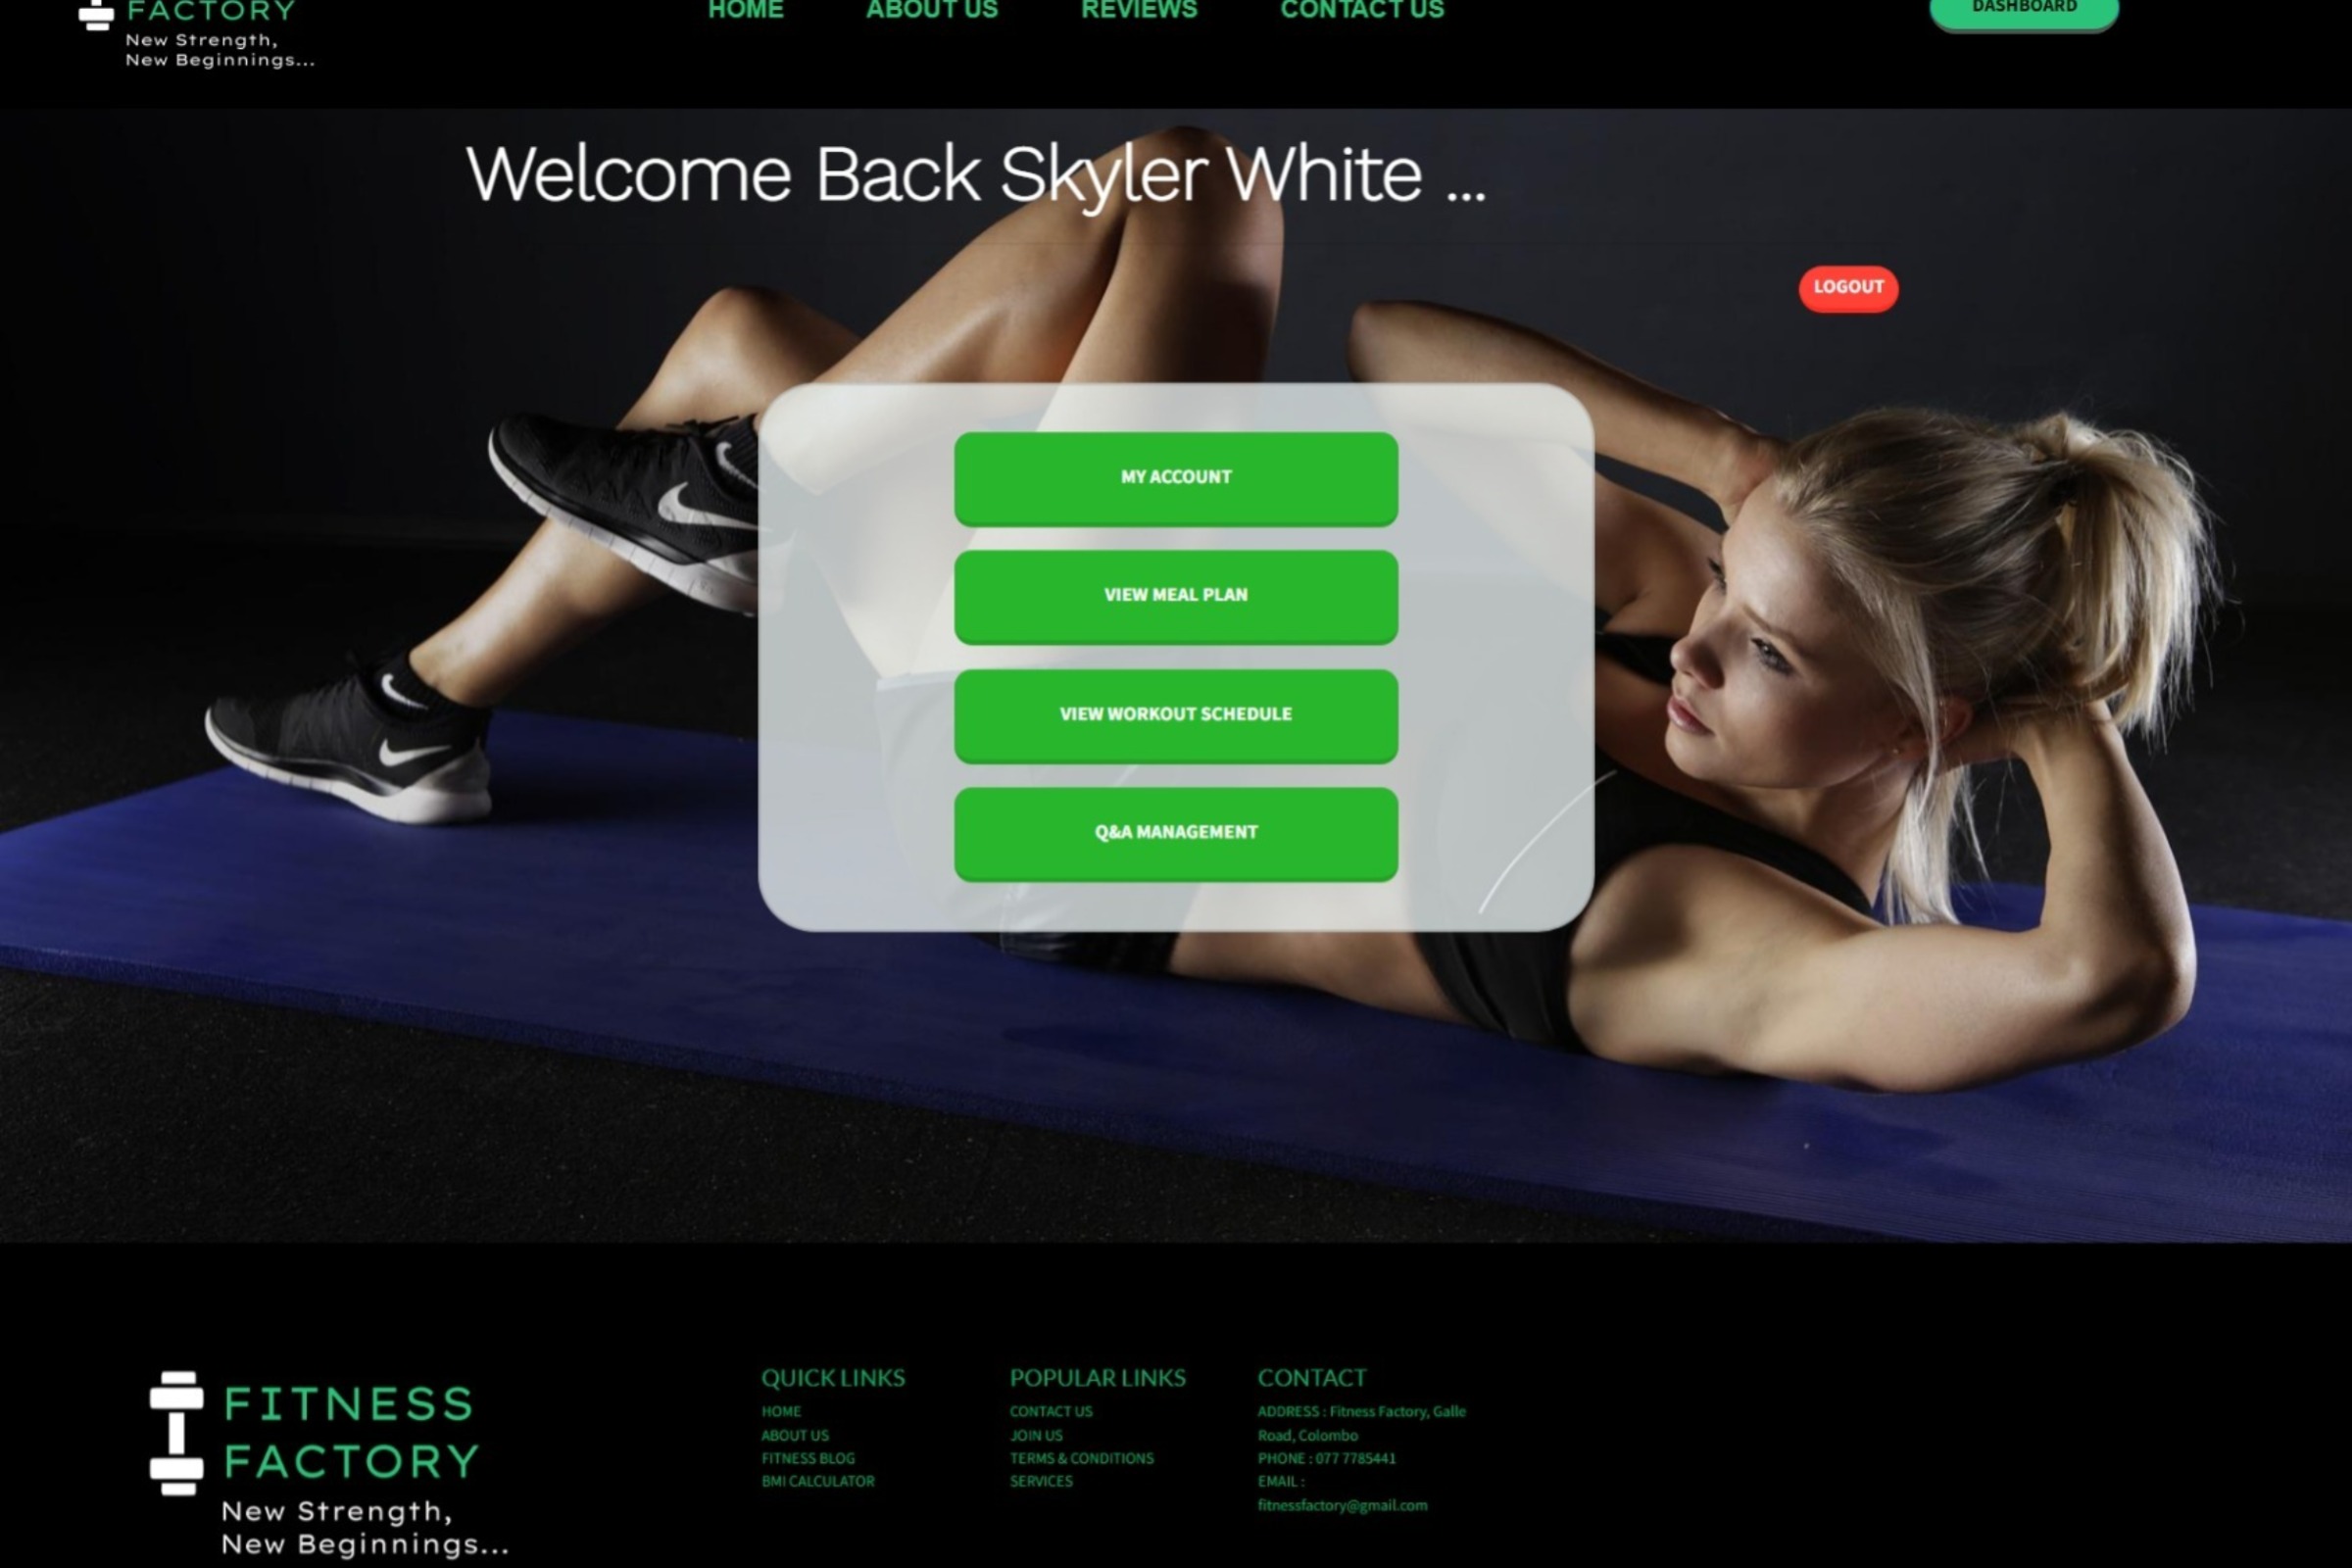 FACTORY
New Strength,
New Beginnings...
HOME
ABOUT US
REVIEWS
CONTACT US
DASHBOARD
Welcome Back Skyler White ...
LOGOUT
MY ACCOUNT
VIEW MEAL PLAN
VIEW WORKOUT SCHEDULE
Q&A MANAGEMENT
FITNESS
FACTORY
New Strength,
New Beginnings...
QUICK LINKS
HOME
ABOUT US
FITNESS BLOG
BMI CALCULATOR
POPULAR LINKS
CONTACT US
JOIN US
TERMS & CONDITIONS
SERVICES
CONTACT
ADDRESS : Fitness Factory, Galle
Road, Colombo
PHONE : 077 7785441
EMAIL :
fitnessfactory@gmail.com